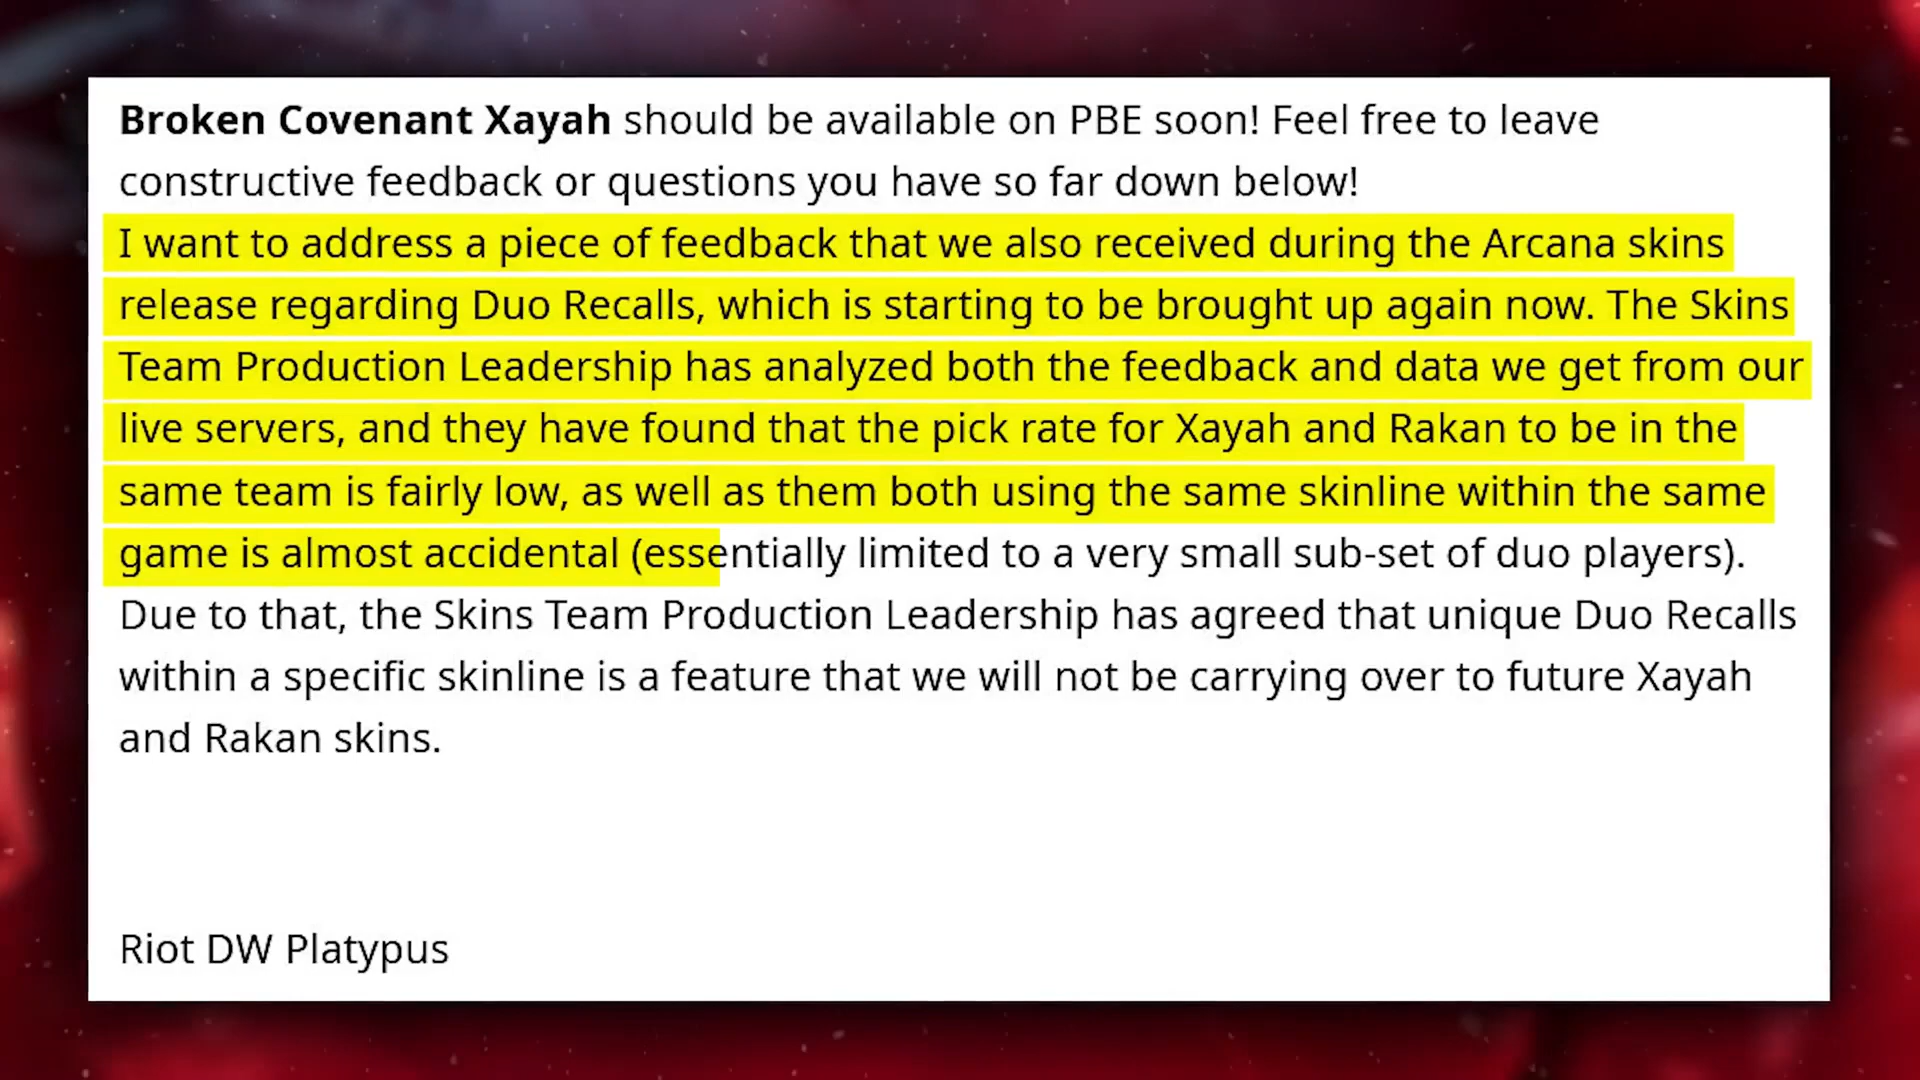 Broken Covenant Xayah should be available on PBE soon! Feel free to leave
constructive feedback or questions you have so far down below!
I want to address a piece of feedback that we also received during the Arcana skins
release regarding Duo Recalls, which is starting to be brought up again now. The Skins
Team Production Leadership has analyzed both the feedback and data we get from our
live servers, and they have found that the pick rate for Xayah and Rakan to be in the
same team is fairly low, as well as them both using the same skinline within the same
game is almost accidental (essentially limited to a very small sub-set of duo players).
Due to that, the Skins Team Production Leadership has agreed that unique Duo Recalls
within a specific skinline is a feature that we will not be carrying over to future Xayah
and Rakan skins.
Riot DW Platypus